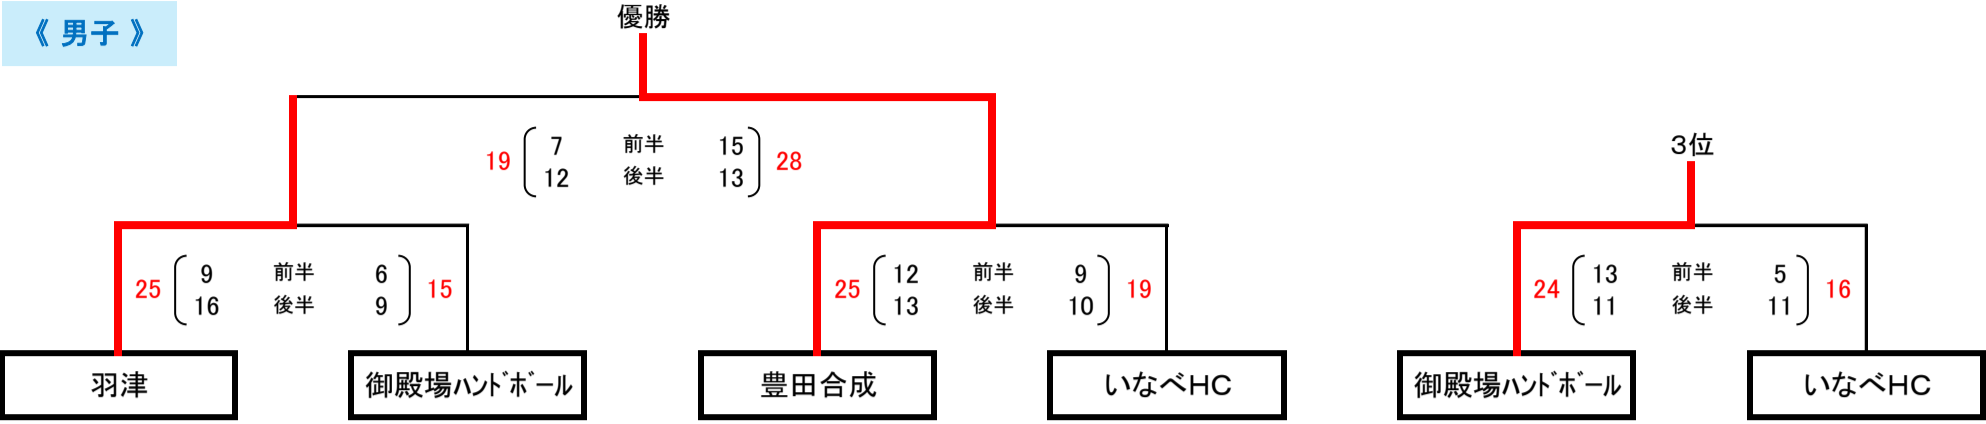 《 男子 》
優勝
19 7 前半 15 28
12 後半 13
3位
25 9 前半 6 15
16 後半 9
25 12 前半 9 19
13 後半 10
24 13 前半 5 16
11 後半 11
羽津
御殿場ﾊﾝﾄﾞﾎﾞｰﾙ
豊田合成
いなべHC
御殿場ﾊﾝﾄﾞﾎﾞｰﾙ
いなべHC